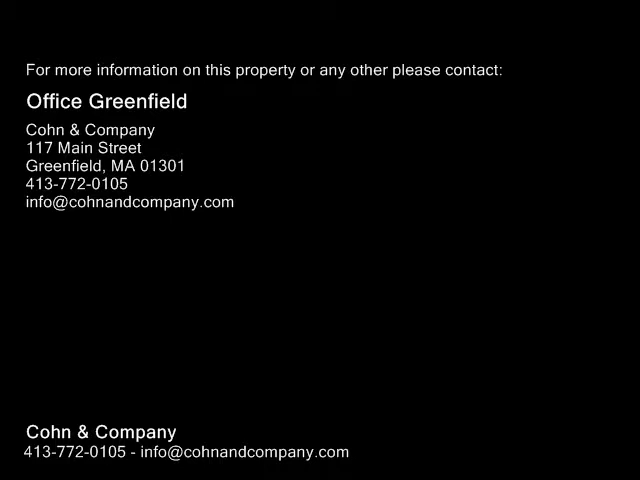 For more information on this property or any other please contact:
Office Greenfield
Cohn & Company
117 Main Street
Greenfield, MA 01301
413-772-0105
info@cohnandcompany.com
Cohn & Company
413-772-0105 - info@cohnandcompany.com